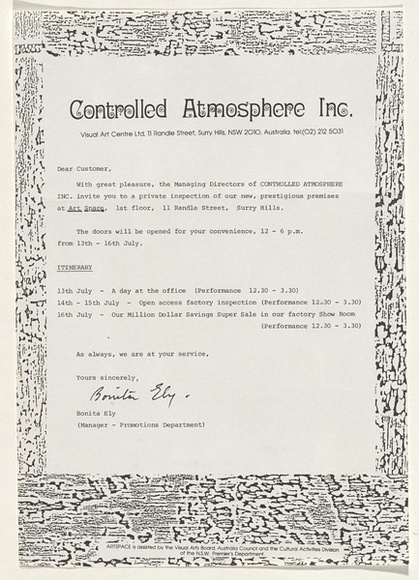 Controlled Atmosphere Inc.
Visual Art Centre Ltd, 11 Randle Street, Surry Hills, NSW 2010, Australia. tel:(02) 212 5031
Dear Customer,
With great pleasure, the Managing Directors of CONTROLLED ATMOSPHERE
INC. invite you to a private inspection of our new, prestigious premises
at Art Space, 1st floor, 11 Randle Street, Surry Hills.
The doors will be opened for your convenience, 12 - 6 p.m.
from 13th - 16th July.
ITINERARY
13th July - A day at the office (Performance 12.30 - 3.30)
14th - 15th July - Open access factory inspection (Performance 12.30 - 3.30)
16th July - Our Million Dollar Savings Super Sale in our factory Show Room
(Performance 12.30 - 3.30)
As always, we are at your service,
Yours sincerely,
Bonita Ely.
Bonita Ely
(Manager - Promotions Department)
ARTSPACE is assisted by the Visual Arts Board, Australia Council and the Cultural Activities Division
of the N.S.W. Premier's Department.